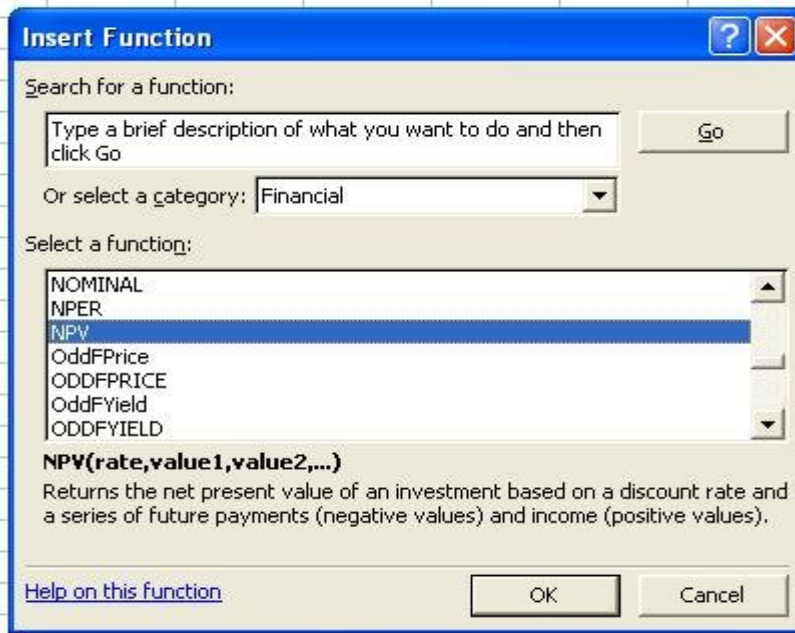 Insert Function
Search for a function:
Type a brief description of what you want to do and then
click Go
Go
Or select a category: Financial
Select a function:
NOMINAL
NPER
NPV
OddFPrice
ODDFPRICE
OddFYield
ODDFYIELD
NPV(rate,value1,value2,...)
Returns the net present value of an investment based on a discount rate and
a series of future payments (negative values) and income (positive values).
Help on this function
OK
Cancel